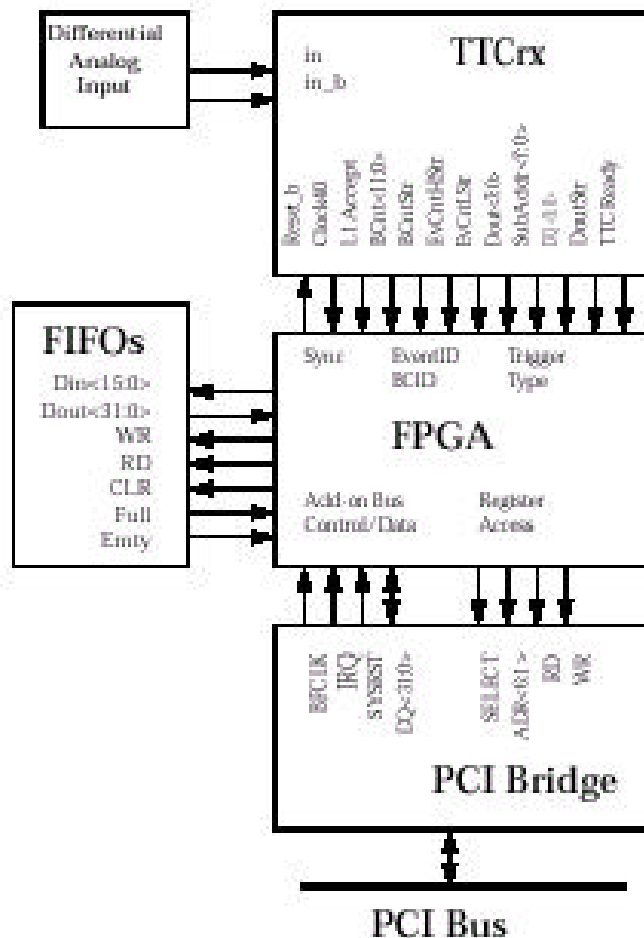 Differential
Analog
Input
TTCrx
in
in_b
Reset_b
Clock40
L1Accept
BCnt<11:0>
BCntStr
EvCntHStr
EvCntLStr
Dout<7:0>
SubAddr<7:0>
DoutStr
TTCReady
FIFOs
Din<15:0>
Dout<31:0>
WR
RD
CLR
Full
Emty
Sync
EventID
BCID
Trigger
Type
FPGA
Add-on Bus
Control/Data
Register
Access
BPCLK
IRQ
SYSRST
DQ<31:0>
SELECT
ADR<6:1>
RD
WR
PCI Bridge
PCI Bus